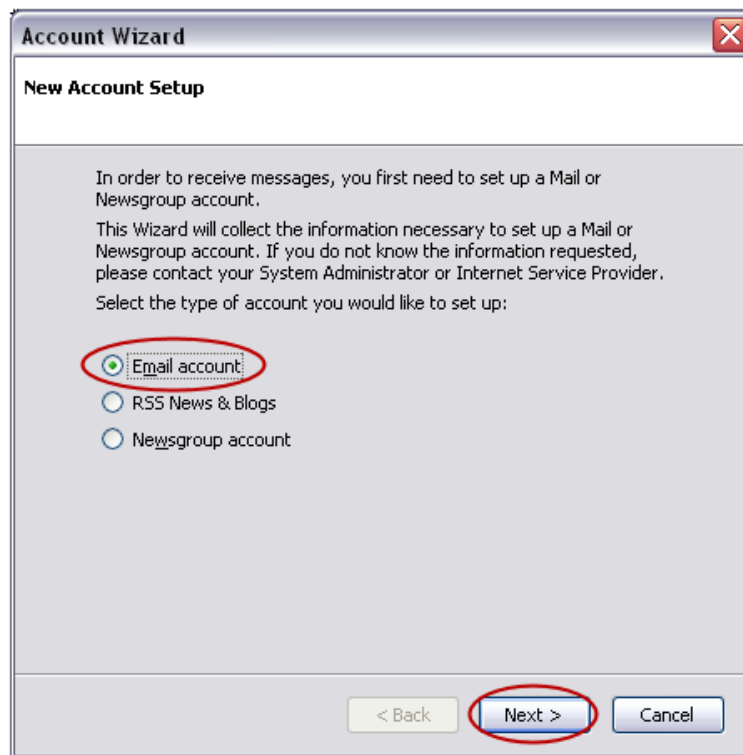 Account Wizard
New Account Setup
In order to receive messages, you first need to set up a Mail or
Newsgroup account.
This Wizard will collect the information necessary to set up a Mail or
Newsgroup account. If you do not know the information requested,
please contact your System Administrator or Internet Service Provider.
Select the type of account you would like to set up:
Email account
RSS News & Blogs
Newsgroup account
< Back Next > Cancel